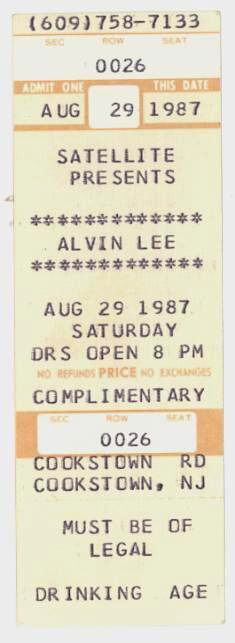 (609)758-7133
SEC ROW SEAT
0026
ADMIT ONE THIS DATE
AUG 29 1987
SATELLITE
PRESENTS
*************
ALVIN LEE
*************
AUG 29 1987
SATURDAY
DRS OPEN 8 PM
NO REFUNDS PRICE NO EXCHANGES
COMPLIMENTARY
SEC ROW SEAT
0026
COOKSTOWN RD
COOKSTOWN, NJ
MUST BE OF
LEGAL
DRINKING AGE